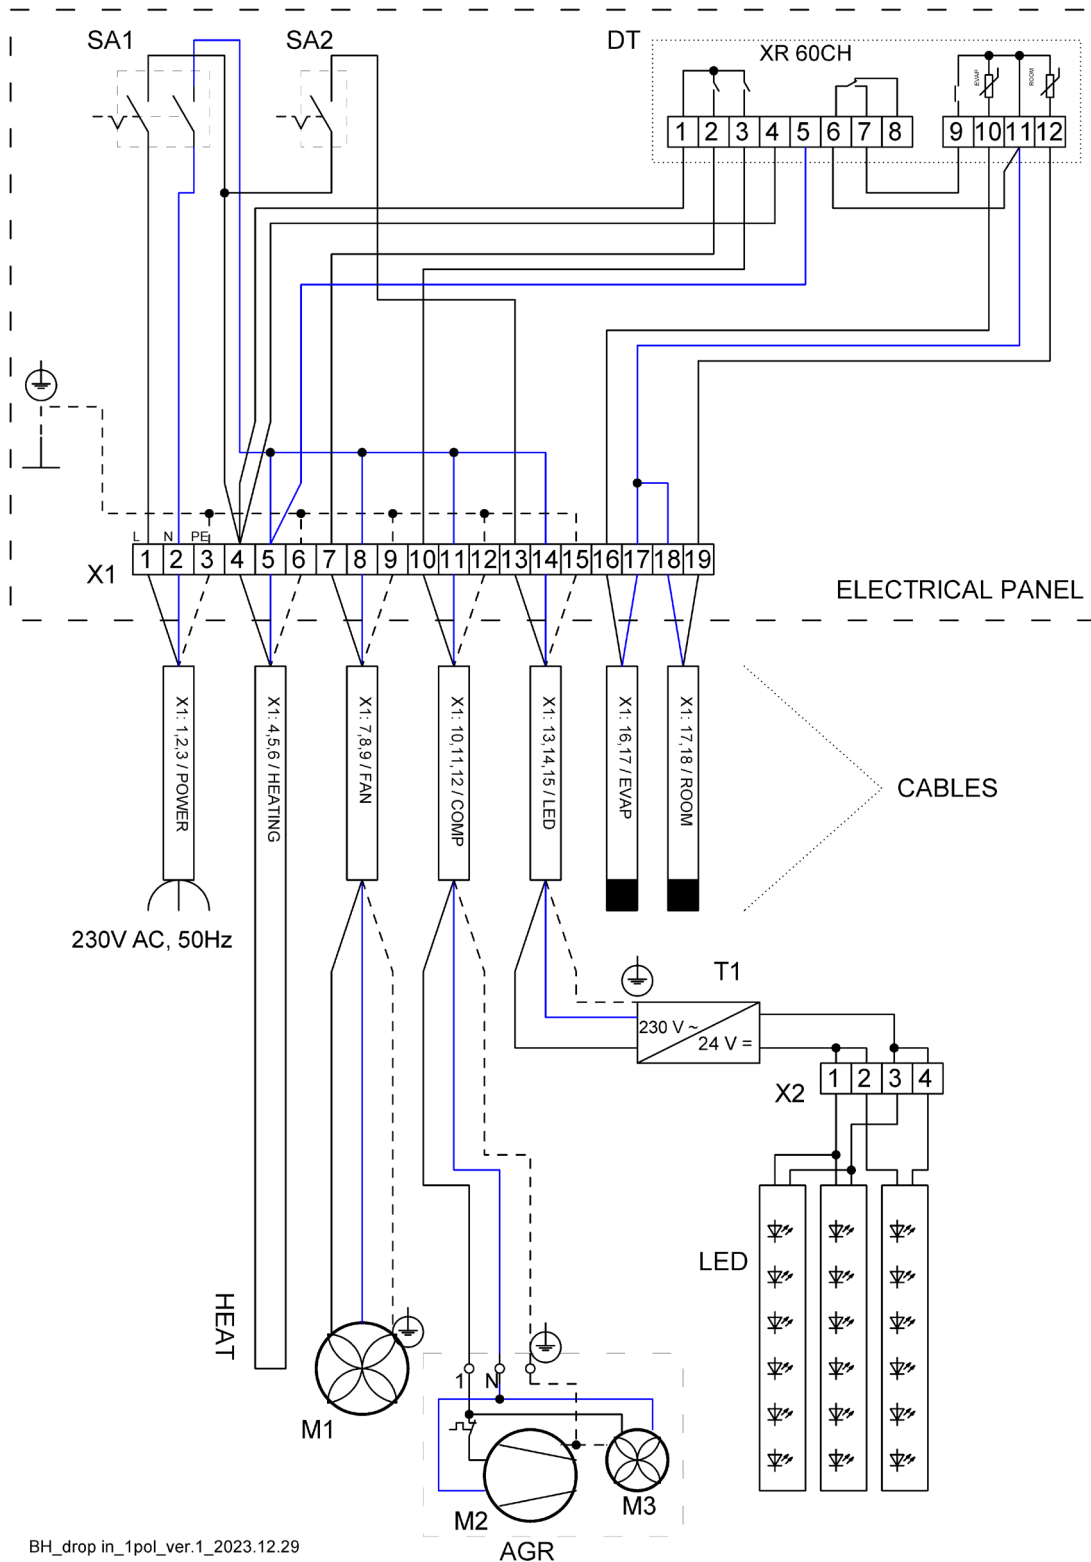 SA1 SA2 DT
XR 60CH
EVAP ROOM
1 2 3 4 5 6 7 8 9 10 11 12
L N PE
X1 1 2 3 4 5 6 7 8 9 10 11 12 13 14 15 16 17 18 19
ELECTRICAL PANEL
X1: 1,2,3 / POWER
X1: 4,5,6 / HEATING
X1: 7,8,9 / FAN
X1: 10,11,12 / COMP
X1: 13,14,15 / LED
X1: 16,17 / EVAP
X1: 17,18 / ROOM
CABLES
230V AC, 50Hz
T1
230 V ~
24 V =
X2 1 2 3 4
LED
HEAT
M1
1 N
M2 M3
AGR
BH_drop in_1pol_ver.1_2023.12.29